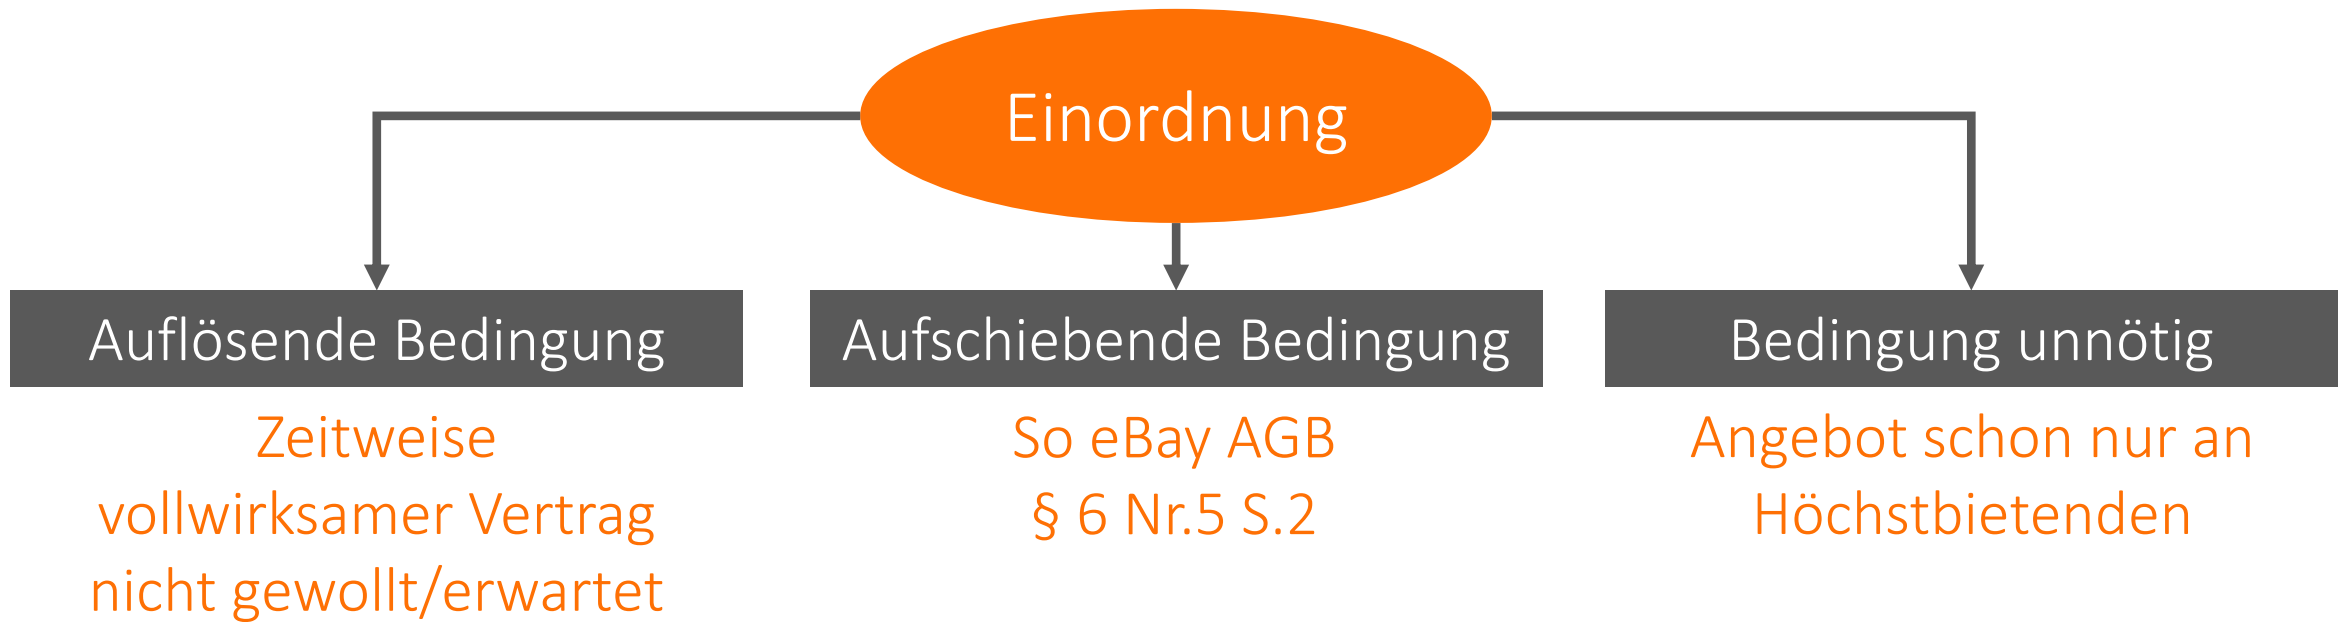 Einordnung
Auflösende Bedingung
Zeitweise
vollwirksamer Vertrag
nicht gewollt/erwartet
Aufschiebende Bedingung
So eBay AGB
§ 6 Nr.5 S.2
Bedingung unnötig
Angebot schon nur an
Höchstbietenden